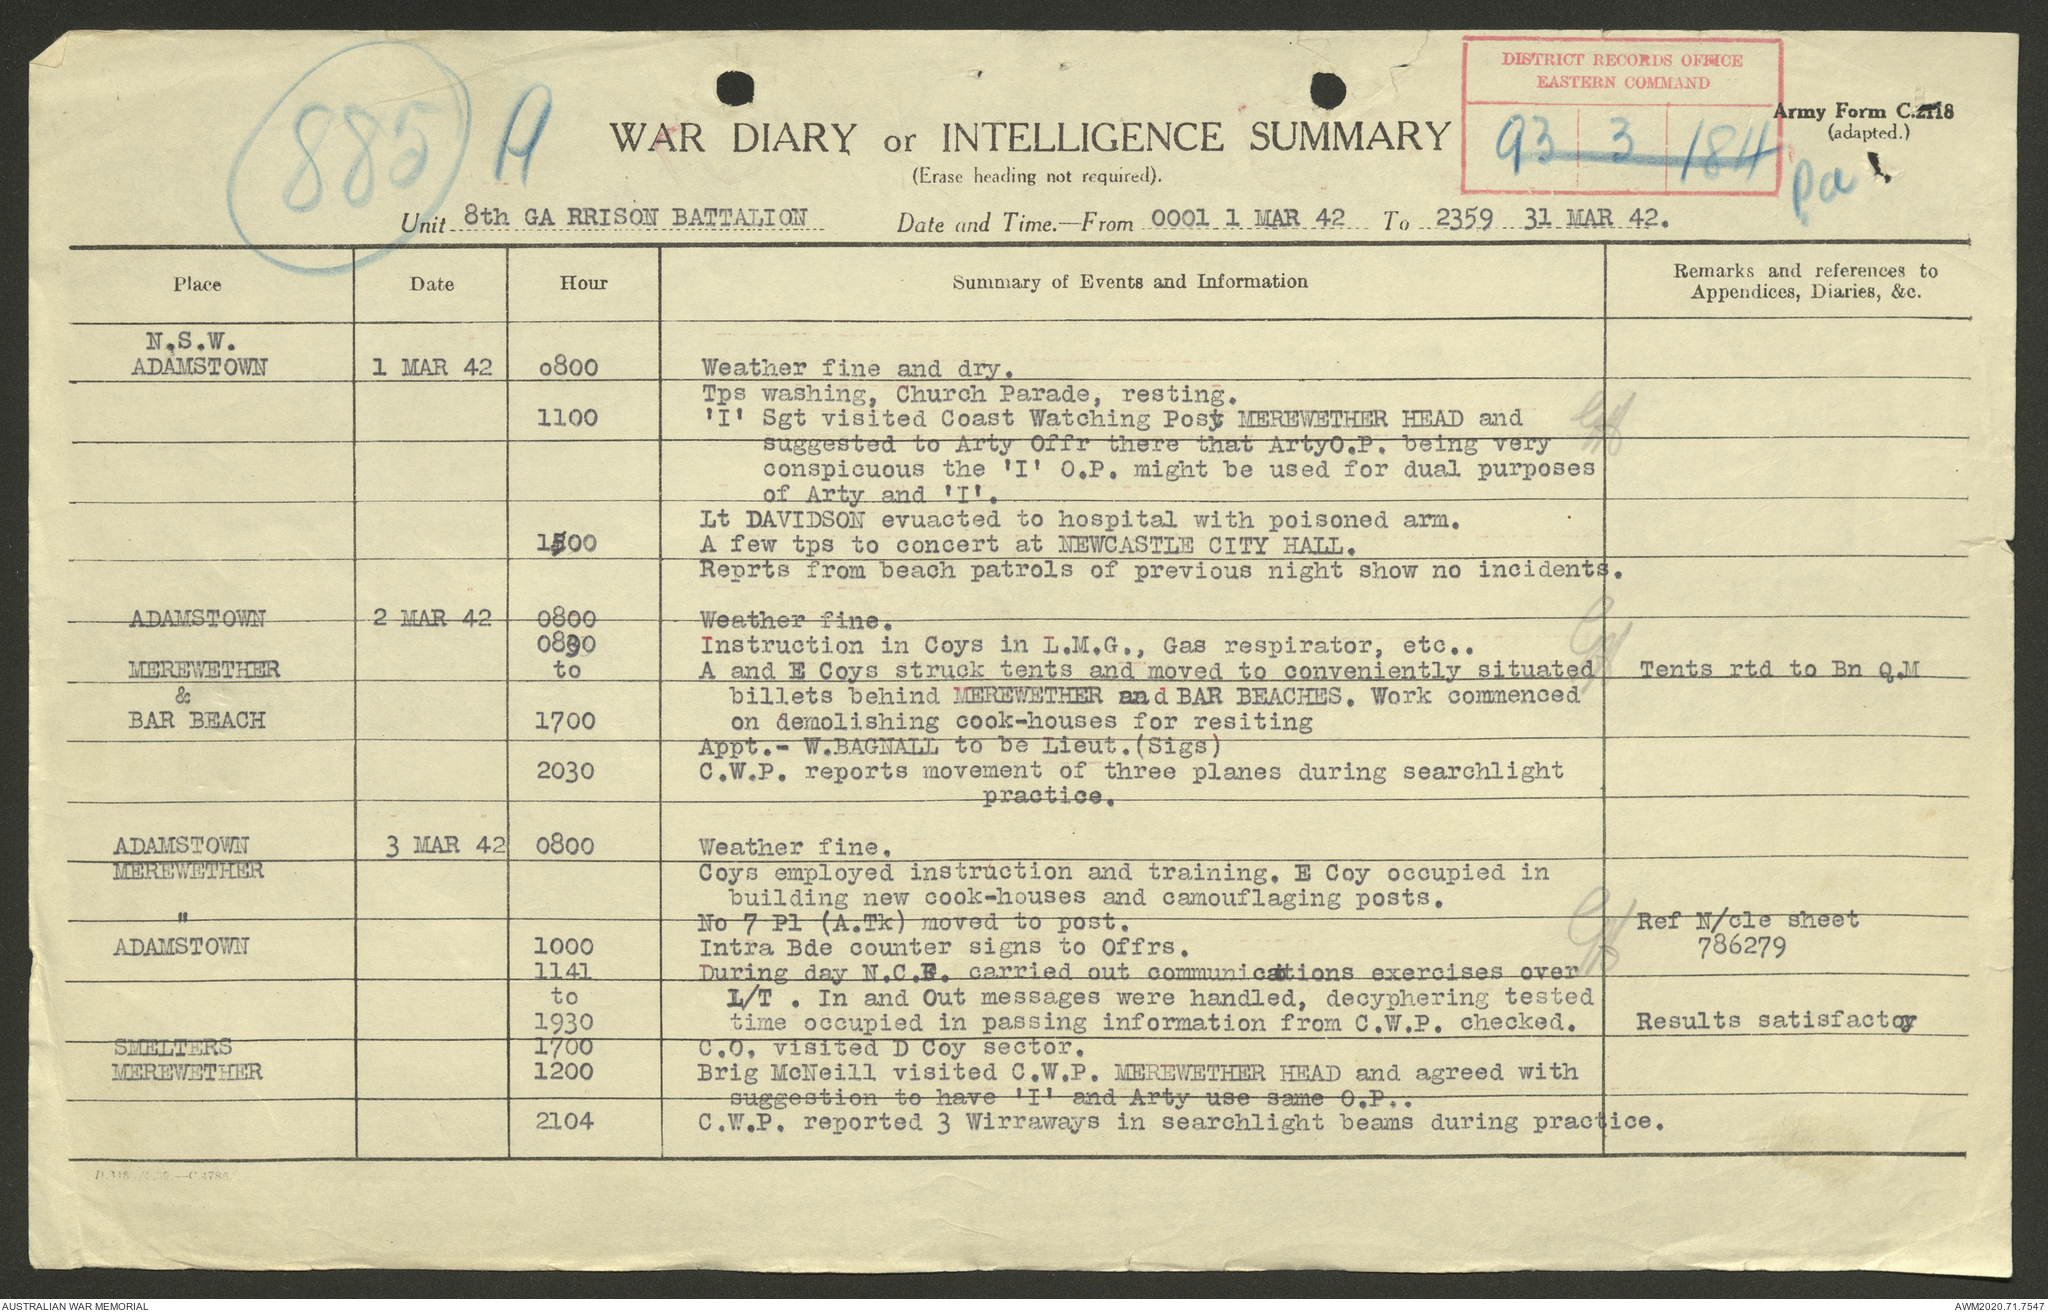 885 A
DISTRICT RECORDS OFFICE
EASTERN COMMAND
93 3 184
Army Form C.2118
(adapted.)
WAR DIARY or INTELLIGENCE SUMMARY
(Erase heading not required).
Unit 8th GA RRISON BATTALION Date and Time.—From 0001 1 MAR 42 To 2359 31 MAR 42.
Place Date Hour Summary of Events and Information Remarks and references to
Appendices, Diaries, &c.
N.S.W.
ADAMSTOWN 1 MAR 42 0800 Weather fine and dry.
Tps washing, Church Parade, resting.
1100 'I' Sgt visited Coast Watching Post MEREWETHER HEAD and
suggested to Arty Offr there that ArtyO.P. being very
conspicuous the 'I' O.P. might be used for dual purposes
of Arty and 'I'.
Lt DAVIDSON evuacted to hospital with poisoned arm.
1500 A few tps to concert at NEWCASTLE CITY HALL.
Reprts from beach patrols of previous night show no incidents.
ADAMSTOWN 2 MAR 42 0800 Weather fine.
0830 Instruction in Coys in L.M.G., Gas respirator, etc..
MEREWETHER to A and E Coys struck tents and moved to conveniently situated Tents rtd to Bn Q.M
& billets behind MEREWETHER and BAR BEACHES. Work commenced
BAR BEACH 1700 on demolishing cook-houses for resiting
Appt.- W.BAGNALL to be Lieut.(Sigs)
2030 C.W.P. reports movement of three planes during searchlight
practice.
ADAMSTOWN 3 MAR 42 0800 Weather fine.
MEREWETHER Coys employed instruction and training. E Coy occupied in
building new cook-houses and camouflaging posts.
" No 7 Pl (A.Tk) moved to post. Ref N/cle sheet
ADAMSTOWN 1000 Intra Bde counter signs to Offrs. 786279
1141 During day N.C.F. carried out communications exercises over
to L/T . In and Out messages were handled, decyphering tested
1930 time occupied in passing information from C.W.P. checked. Results satisfactoy
SMELTERS 1700 C.O. visited D Coy sector.
MEREWETHER 1200 Brig McNeill visited C.W.P. MEREWETHER HEAD and agreed with
suggestion to have 'I' and Arty use same O.P..
2104 C.W.P. reported 3 Wirraways in searchlight beams during practice.
AUSTRALIAN WAR MEMORIAL AWM2020.71.7547